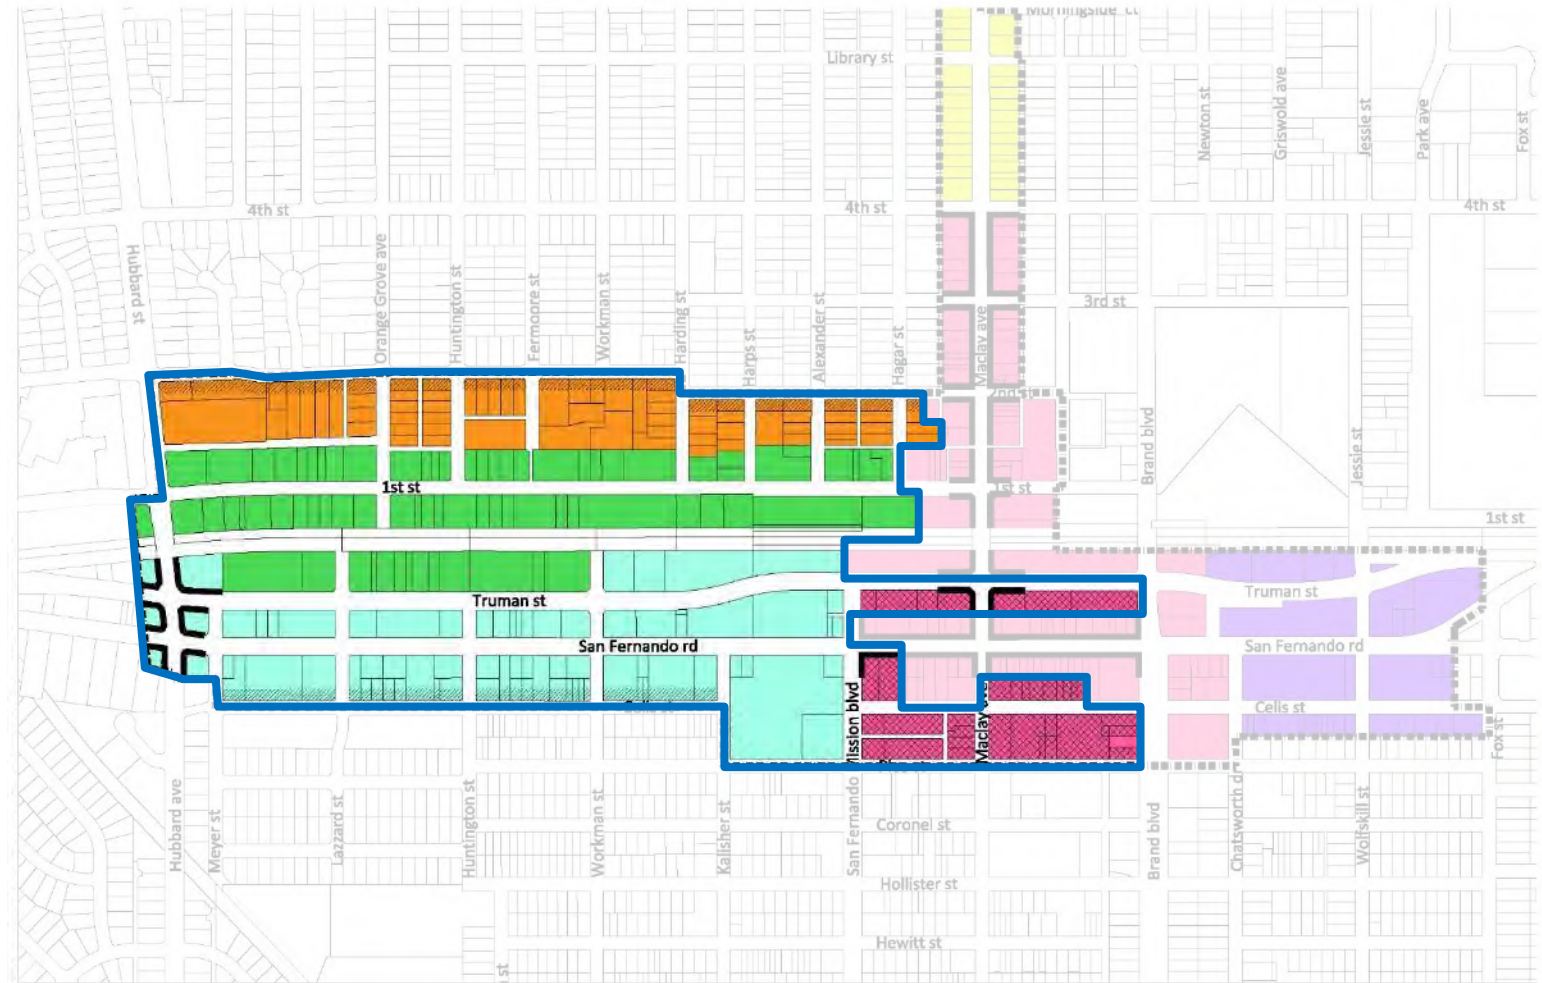 Morningside ct
Library st
Newton st
Griswold ave
Jessie st
Park ave
Fox st
4th st
4th st
4th st
Hubbard st
Orange Grove ave
Huntington st
Fermoore st
Workman st
Harding st
Harps st
Alexander st
Hagar st
Maclay ave
3rd st
2nd st
Brand blvd
Jessie st
1st st
1st st
1st st
Truman st
Truman st
San Fernando rd
San Fernando rd
Celis st
Celis st
Mission blvd
Maclay ave
Fox st
Hubbard ave
Meyer st
Lazzard st
Huntington st
Workman st
Kalisher st
San Fernando
Coronel st
Brand blvd
Chatsworth dr
Wolfskill st
Hollister st
Hewitt st
st